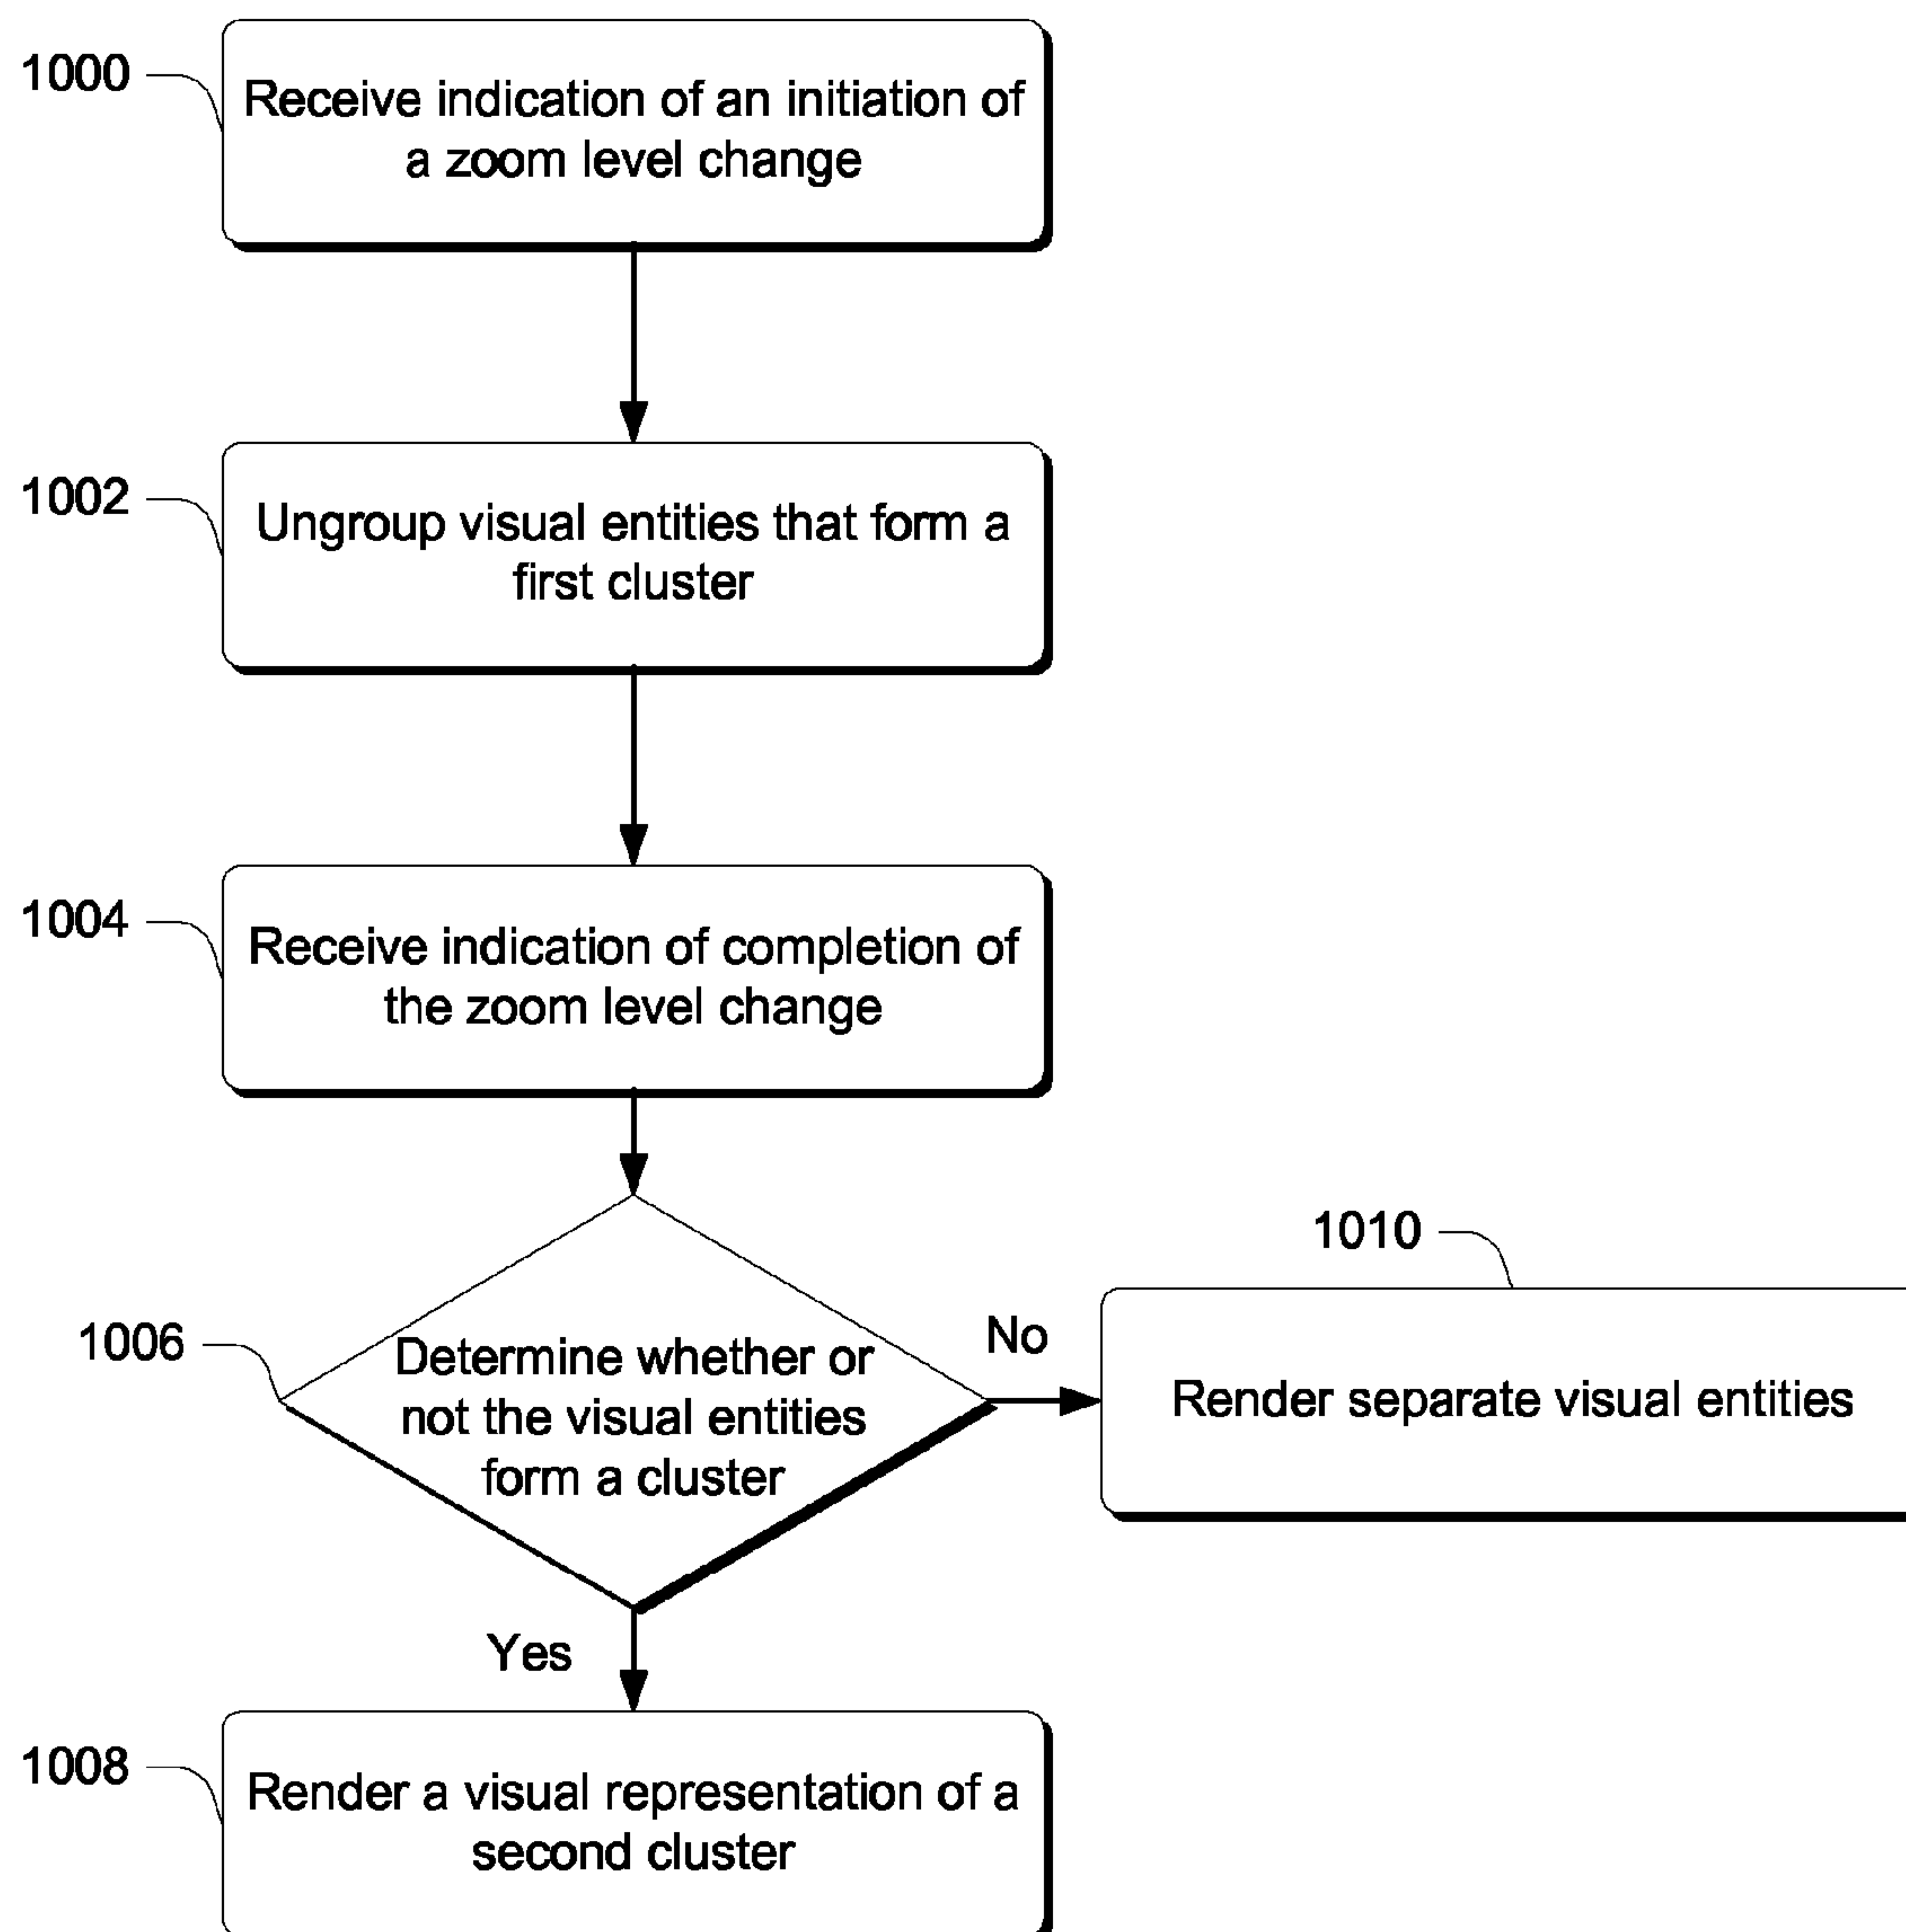 1000
Receive indication of an initiation of
a zoom level change
1002
Ungroup visual entities that form a
first cluster
1004
Receive indication of completion of
the zoom level change
1006
Determine whether or
not the visual entities
form a cluster
No
1010
Render separate visual entities
Yes
1008
Render a visual representation of a
second cluster